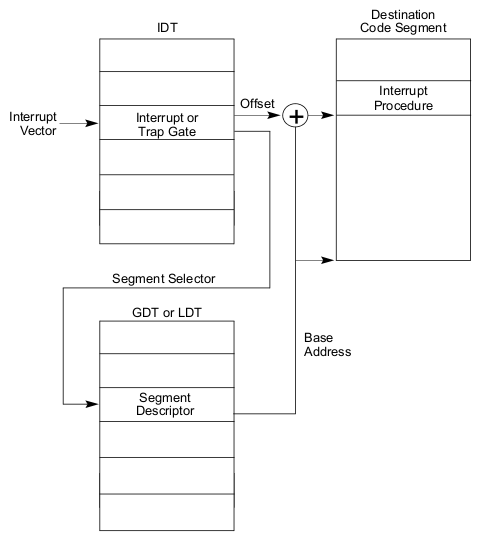 IDT
Destination
Code Segment
Interrupt
Vector
Interrupt or
Trap Gate
Offset
+
Interrupt
Procedure
Segment Selector
GDT or LDT
Segment
Descriptor
Base
Address